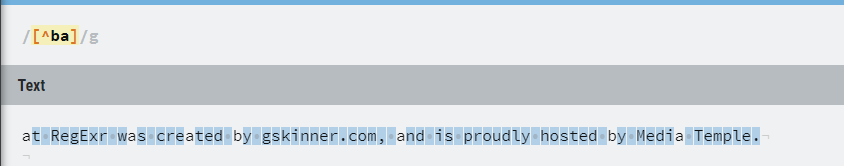 /[^ba]/g
Text
at RegExr was created by gskinner.com, and is proudly hosted by Media Temple.